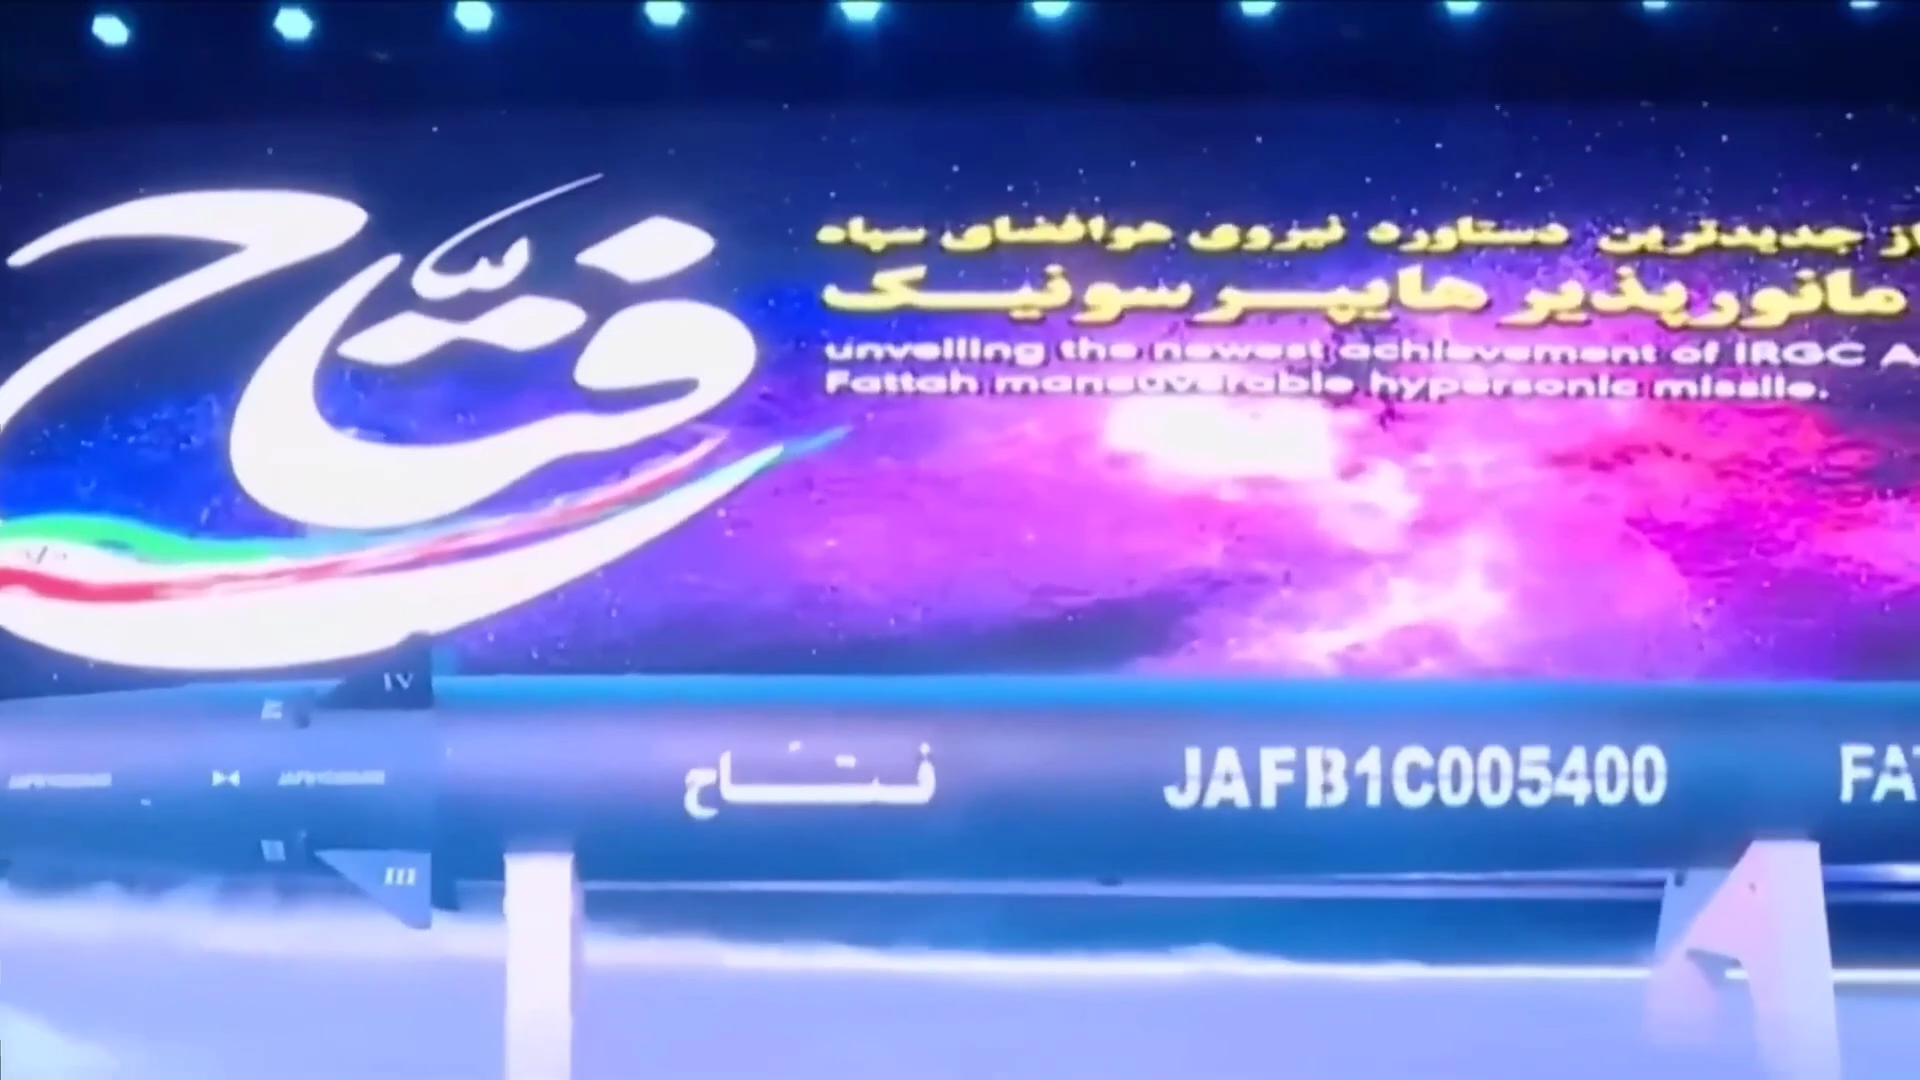 فتاح
از جدیدترین دستاورد نیروی هوافضای سپاه
مانورپذیر هایپرسونیک
unveiling the newest achievement of IRGC A
Fattah maneuverable hypersonic missile.
IV
فتاح JAFB1C005400 FAT
III